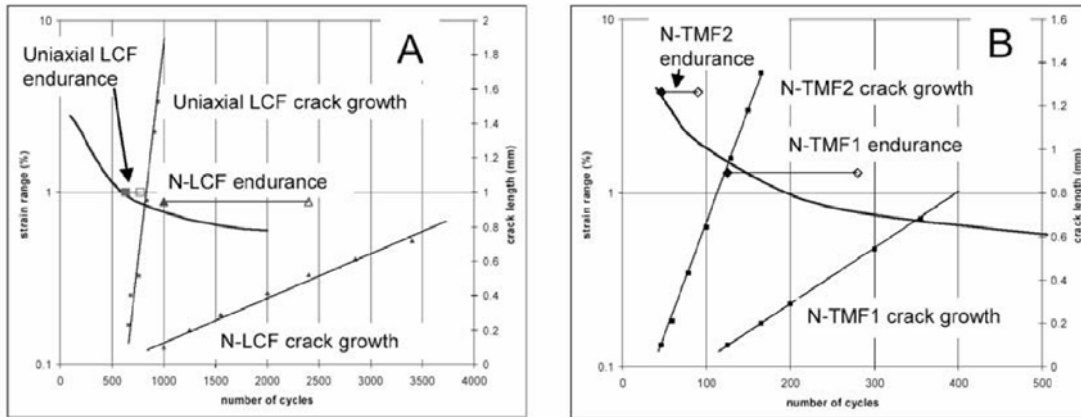 A
Uniaxial LCF
endurance
Uniaxial LCF crack growth
N-LCF endurance
N-LCF crack growth
strain range (%)
10
1
0.1
crack length (mm)
2
1.8
1.6
1.4
1.2
1
0.8
0.6
0.4
0.2
0
0 500 1000 1500 2000 2500 3000 3500 4000
number of cycles
B
N-TMF2
endurance
N-TMF2 crack growth
N-TMF1 endurance
N-TMF1 crack growth
strain range (%)
10
1
0.1
crack length (mm)
1.6
1.4
1.2
1
0.8
0.6
0.4
0.2
0
0 100 200 300 400 500
number of cycles